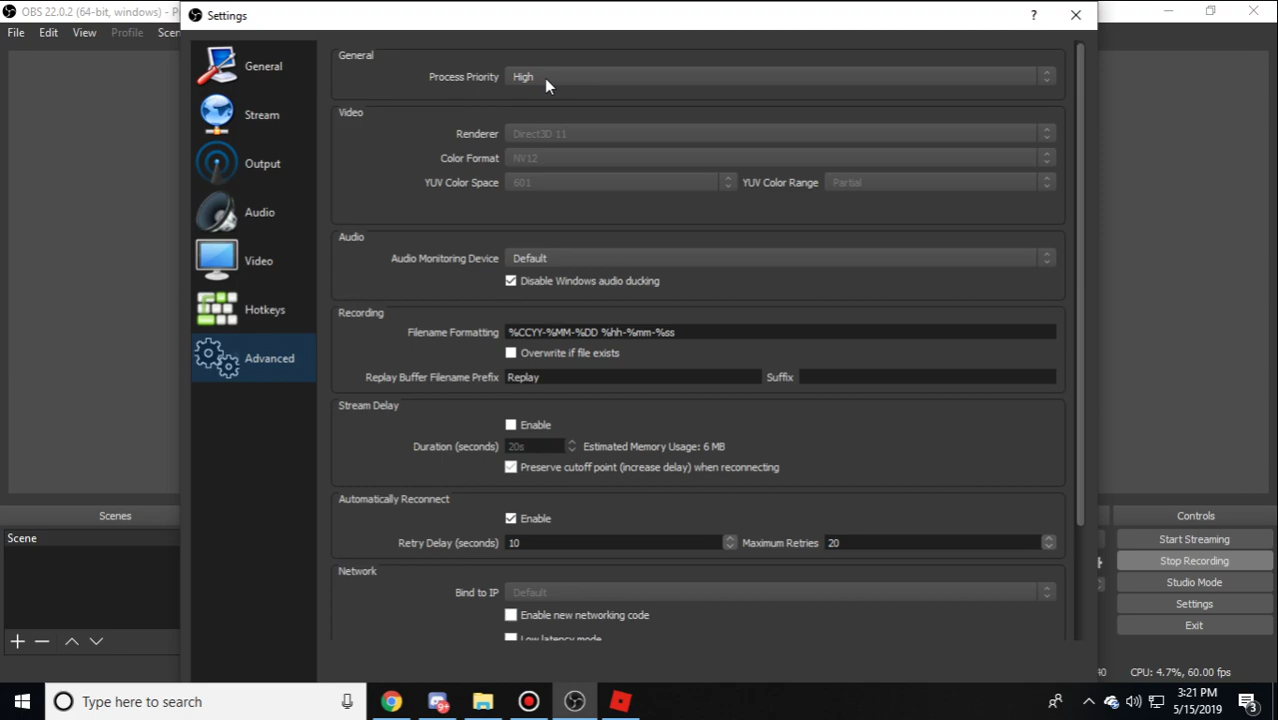 OBS 22.0.2 (64-bit, windows) - P
Settings
File Edit View Profile Scen
General
Stream
Output
Audio
Video
Hotkeys
Advanced
General
Process Priority High
Video
Renderer Direct3D 11
Color Format NV12
YUV Color Space 601 YUV Color Range Partial
Audio
Audio Monitoring Device Default
Disable Windows audio ducking
Recording
Filename Formatting %CCYY-%MM-%DD %hh-%mm-%ss
Overwrite if file exists
Replay Buffer Filename Prefix Replay Suffix
Stream Delay
Enable
Duration (seconds) 20s Estimated Memory Usage: 6 MB
Preserve cutoff point (increase delay) when reconnecting
Automatically Reconnect
Enable
Retry Delay (seconds) 10 Maximum Retries 20
Network
Bind to IP Default
Enable new networking code
Low latency mode
Scenes
Scene
Controls
Start Streaming
Stop Recording
Studio Mode
Settings
Exit
40 CPU: 4.7%, 60.00 fps
Type here to search
3:21 PM
5/15/2019
3